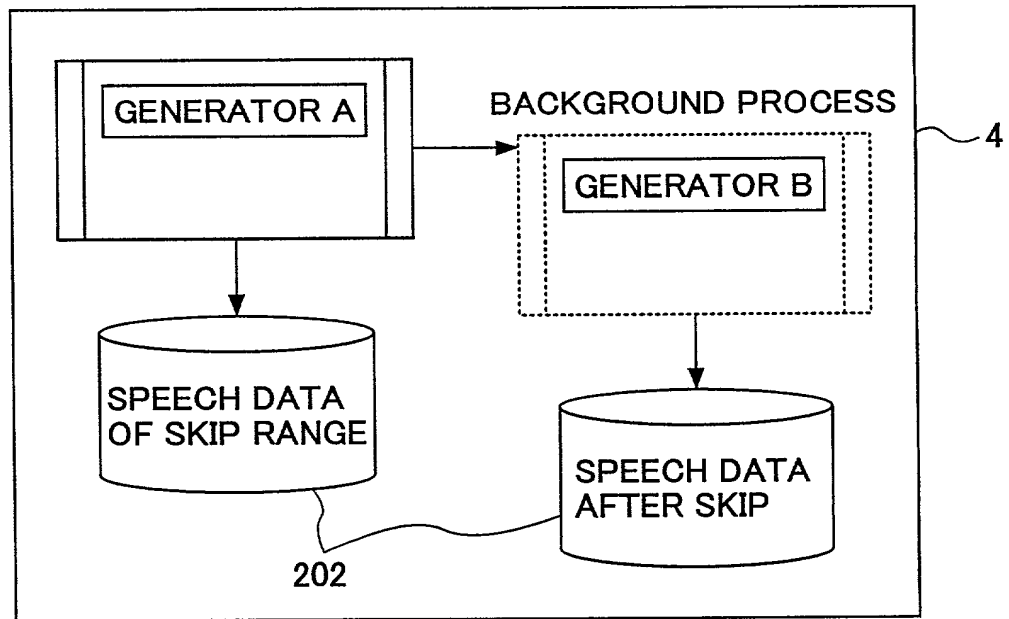 GENERATOR A
BACKGROUND PROCESS
4
GENERATOR B
SPEECH DATA
OF SKIP RANGE
SPEECH DATA
AFTER SKIP
202